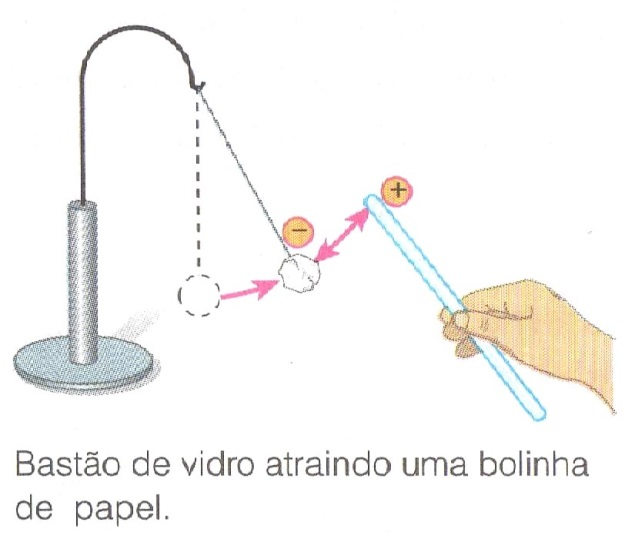 −
+
Bastão de vidro atraindo uma bolinha
de papel.